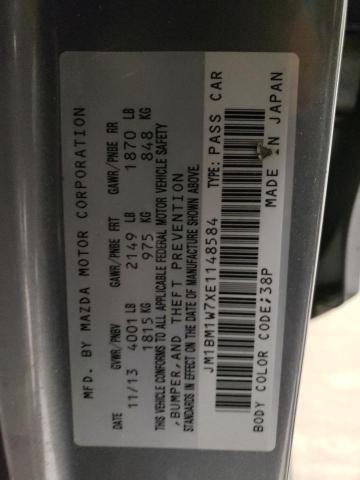 MFD. BY MAZDA MOTOR CORPORATION
DATE GVWR/PNBV GAWR/PNBE FRT GAWR/PNBE RR
11/13 4001 LB 2149 LB 1870 LB
1815 KG 975 KG 848 KG
THIS VEHICLE CONFORMS TO ALL APPLICABLE FEDERAL MOTOR VEHICLE SAFETY
,BUMPER,AND THEFT PREVENTION
STANDARDS IN EFFECT ON THE DATE OF MANUFACTURE SHOWN ABOVE.
JM1BM1W7XE1148584 TYPE: PASS CAR
BODY COLOR CODE;38P MADE IN JAPAN